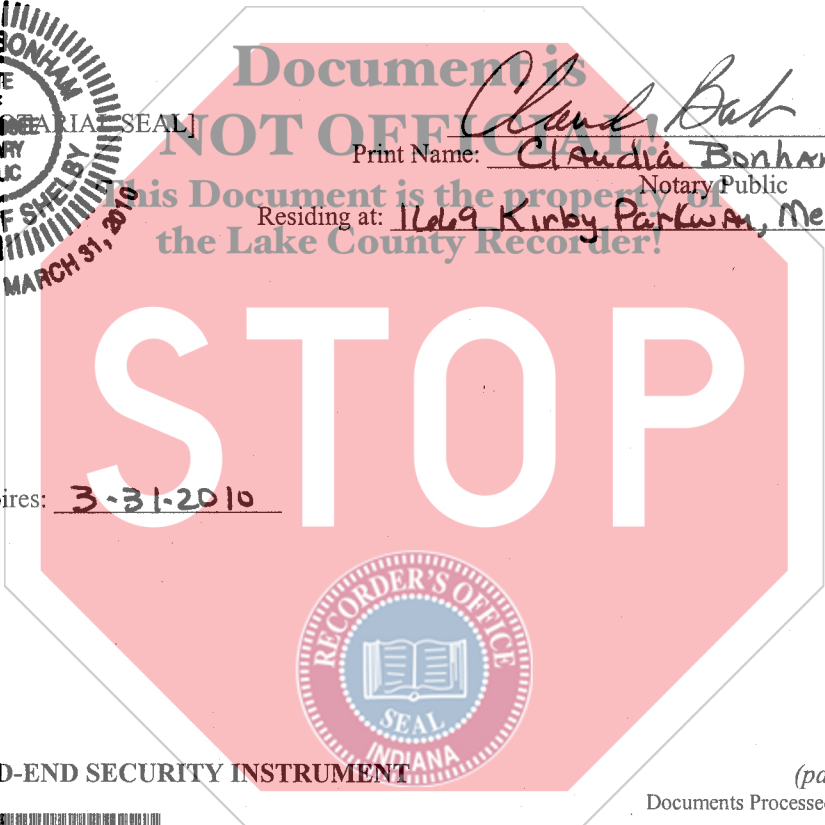 BONHAM
SHELBY
MARCH 31, 2010
SEAL]
Document is
NOT OFFICIAL!
Print Name: Claudia Bonham
Notary Public
This Document is the property of
Residing at: 1669 Kirby Parkway, Me
the Lake County Recorder!
STOP
ires: 3-31-2010
RECORDER'S OFFICE
SEAL
INDIANA
D-END SECURITY INSTRUMENT
(pa
Documents Processe